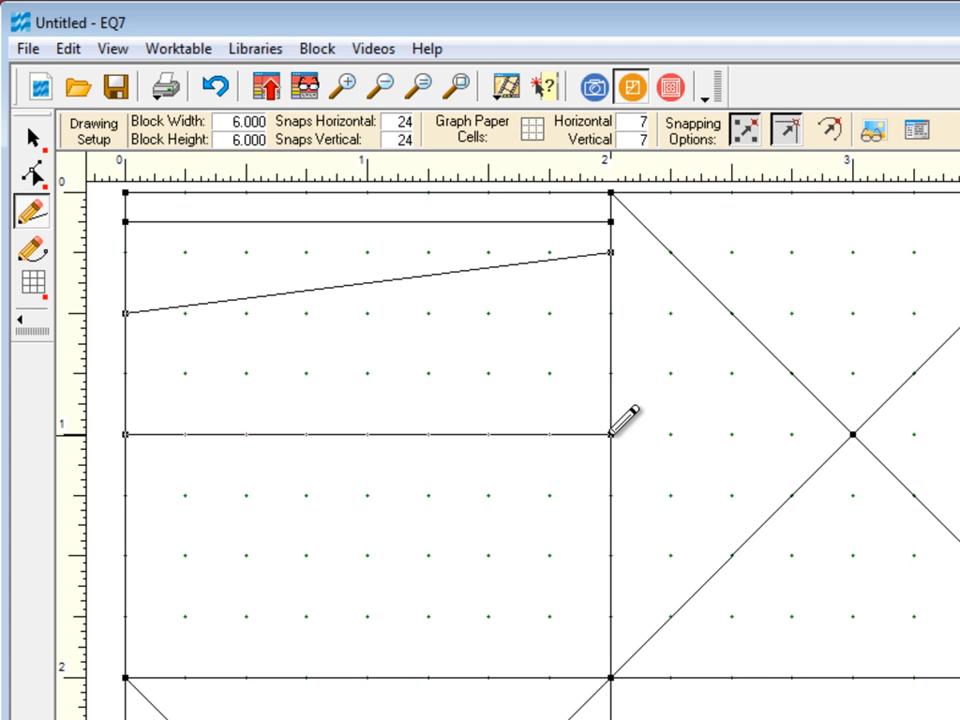 Untitled - EQ7
File Edit View Worktable Libraries Block Videos Help
Drawing Setup
Block Width: 6.000 Snaps Horizontal: 24
Block Height: 6.000 Snaps Vertical: 24
Graph Paper Cells:
Horizontal 7
Vertical 7
Snapping Options:
0 1 2 3
0
1
2